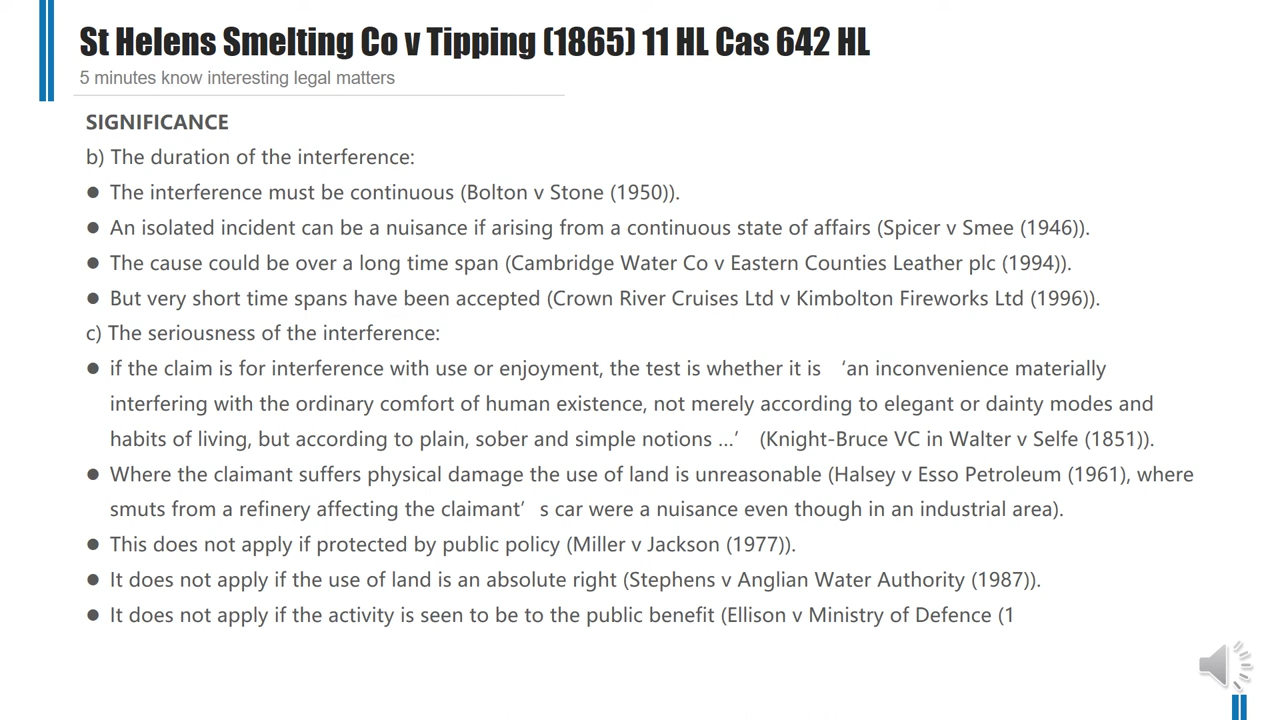 St Helens Smelting Co v Tipping (1865) 11 HL Cas 642 HL
5 minutes know interesting legal matters
SIGNIFICANCE
b) The duration of the interference:
● The interference must be continuous (Bolton v Stone (1950)).
● An isolated incident can be a nuisance if arising from a continuous state of affairs (Spicer v Smee (1946)).
● The cause could be over a long time span (Cambridge Water Co v Eastern Counties Leather plc (1994)).
● But very short time spans have been accepted (Crown River Cruises Ltd v Kimbolton Fireworks Ltd (1996)).
c) The seriousness of the interference:
● if the claim is for interference with use or enjoyment, the test is whether it is ‘an inconvenience materially
interfering with the ordinary comfort of human existence, not merely according to elegant or dainty modes and
habits of living, but according to plain, sober and simple notions …’ (Knight-Bruce VC in Walter v Selfe (1851)).
● Where the claimant suffers physical damage the use of land is unreasonable (Halsey v Esso Petroleum (1961), where
smuts from a refinery affecting the claimant’s car were a nuisance even though in an industrial area).
● This does not apply if protected by public policy (Miller v Jackson (1977)).
● It does not apply if the use of land is an absolute right (Stephens v Anglian Water Authority (1987)).
● It does not apply if the activity is seen to be to the public benefit (Ellison v Ministry of Defence (1